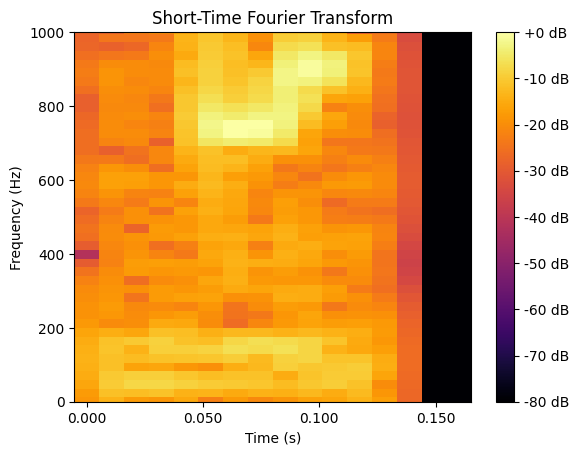 Short-Time Fourier Transform
1000
800
600
400
200
0
Frequency (Hz)
0.000
0.050
0.100
0.150
Time (s)
+0 dB
-10 dB
-20 dB
-30 dB
-40 dB
-50 dB
-60 dB
-70 dB
-80 dB